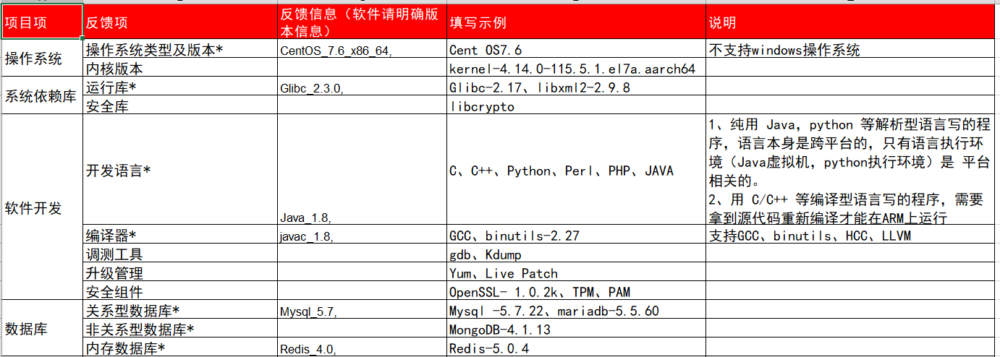 项目项 反馈项 反馈信息（软件请明确版 填写示例 说明
本信息）
操作系统 操作系统类型及版本* CentOS_7.6_x86_64, Cent OS7.6 不支持windows操作系统
内核版本 kernel-4.14.0-115.5.1.el7a.aarch64
系统依赖库 运行库* Glibc_2.3.0, Glibc-2.17、libxml2-2.9.8
安全库 libcrypto
软件开发 开发语言* Java_1.8, C、C++、Python、Perl、PHP、JAVA 1、纯用 Java，python 等解析型语言写的程
序，语言本身是跨平台的，只有语言执行环
境（Java虚拟机，python执行环境）是 平台
相关的。
2、用 C/C++ 等编译型语言写的程序，需要
拿到源代码重新编译才能在ARM上运行
编译器* javac_1.8, GCC、binutils-2.27 支持GCC、binutils、HCC、LLVM
调测工具 gdb、Kdump
升级管理 Yum、Live Patch
安全组件 OpenSSL- 1.0.2k、TPM、PAM
数据库 关系型数据库* Mysql_5.7, Mysql -5.7.22、mariadb-5.5.60
非关系型数据库* MongoDB-4.1.13
内存数据库* Redis_4.0, Redis-5.0.4